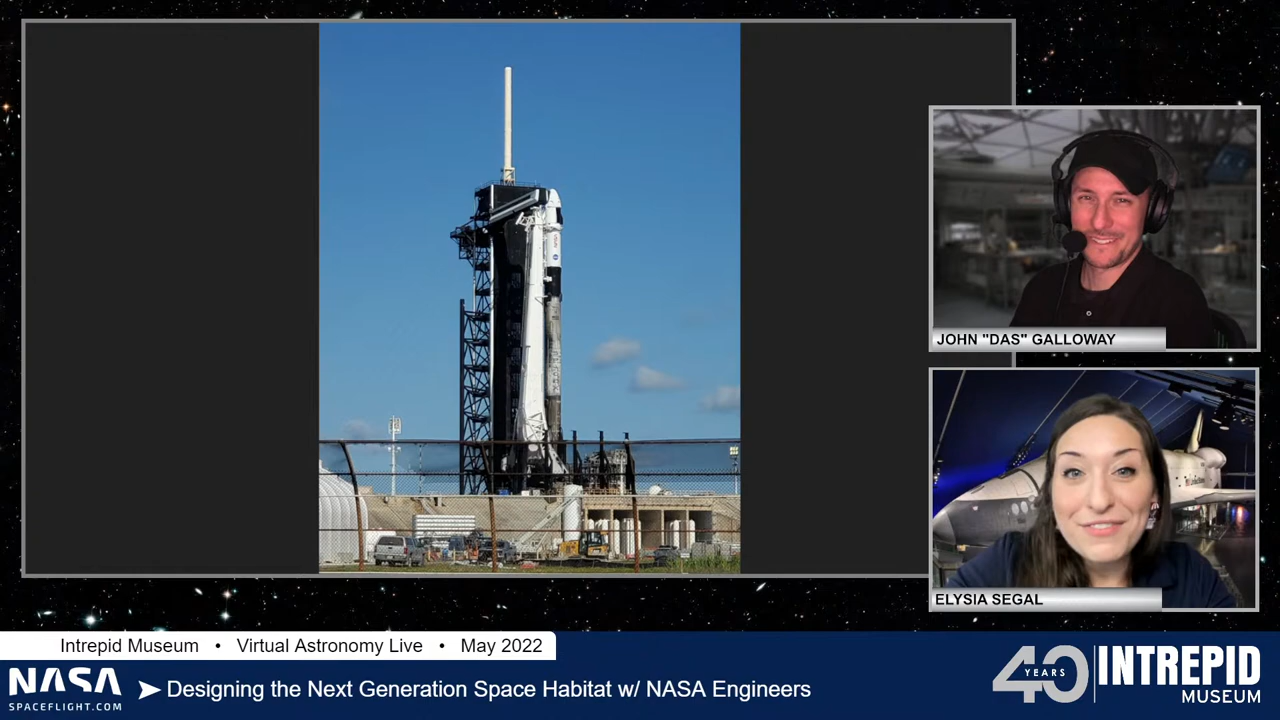 JOHN "DAS" GALLOWAY
ELYSIA SEGAL
Intrepid Museum • Virtual Astronomy Live • May 2022
NASA
SPACEFLIGHT.COM
Designing the Next Generation Space Habitat w/ NASA Engineers
40
YEARS
INTREPID
MUSEUM